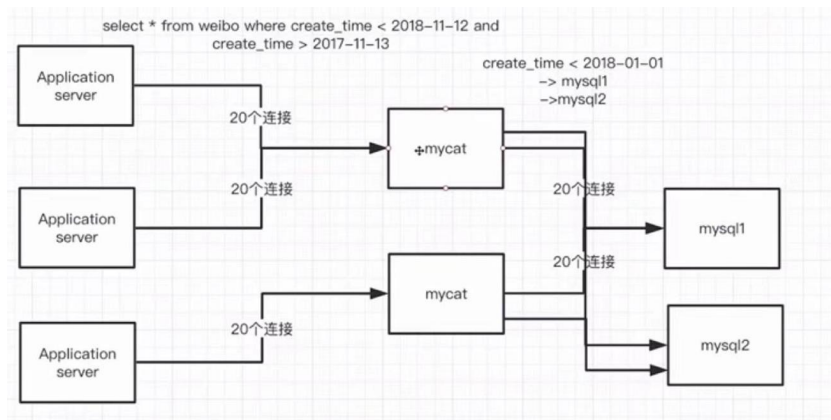 select * from weibo where create_time < 2018-11-12 and
create_time > 2017-11-13
create_time < 2018-01-01
-> mysql1
->mysql2
Application
server
20个连接
mycat
20个连接
Application
server
20个连接
mysql1
20个连接
mycat
20个连接
Application
server
mysql2